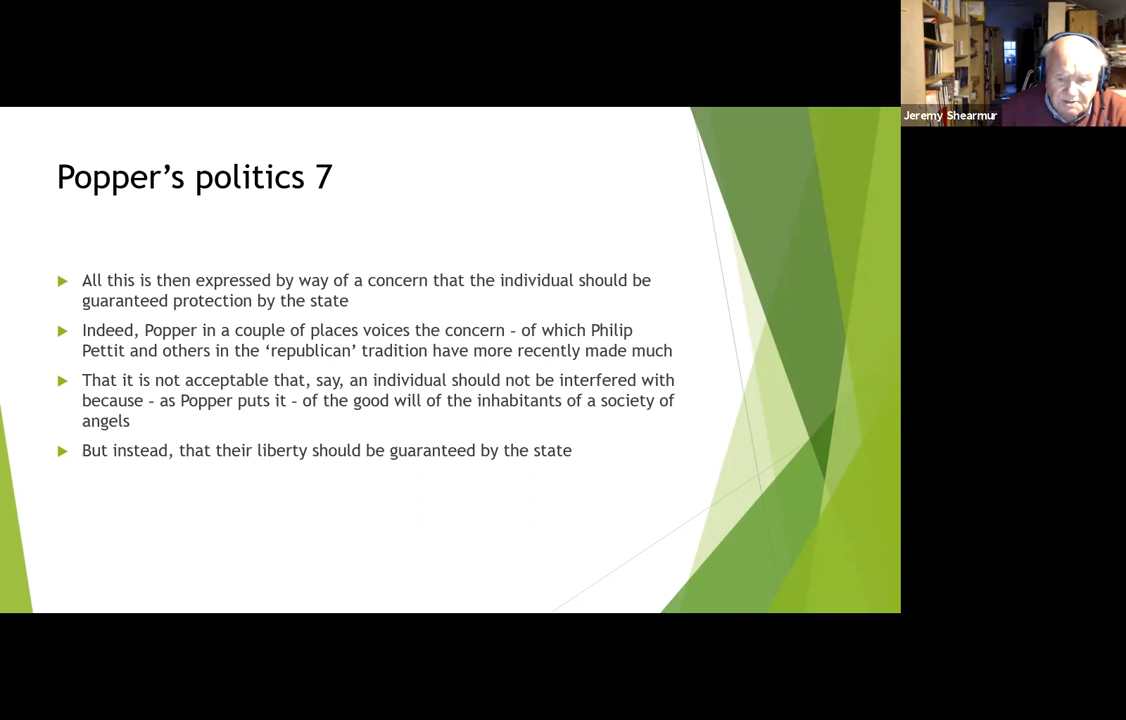 Jeremy Shearmur
Popper’s politics 7
All this is then expressed by way of a concern that the individual should be
guaranteed protection by the state
Indeed, Popper in a couple of places voices the concern – of which Philip
Pettit and others in the ‘republican’ tradition have more recently made much
That it is not acceptable that, say, an individual should not be interfered with
because – as Popper puts it – of the good will of the inhabitants of a society of
angels
But instead, that their liberty should be guaranteed by the state